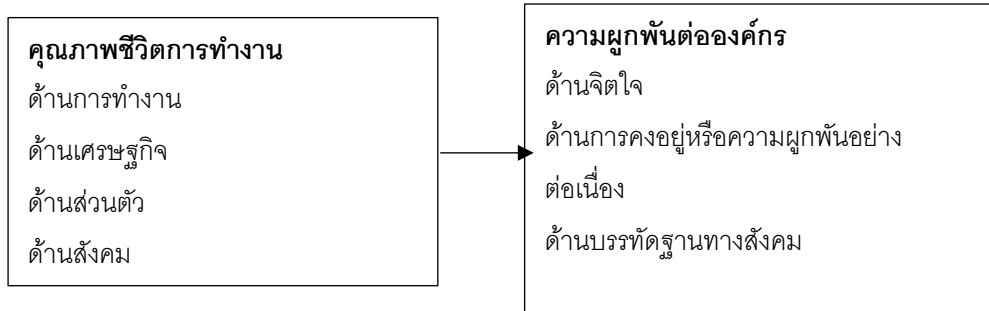 คุณภาพชีวิตการทำงาน
ด้านการทำงาน
ด้านเศรษฐกิจ
ด้านส่วนตัว
ด้านสังคม
ความผูกพันต่อองค์กร
ด้านจิตใจ
ด้านการคงอยู่หรือความผูกพันอย่าง
ต่อเนื่อง
ด้านบรรทัดฐานทางสังคม